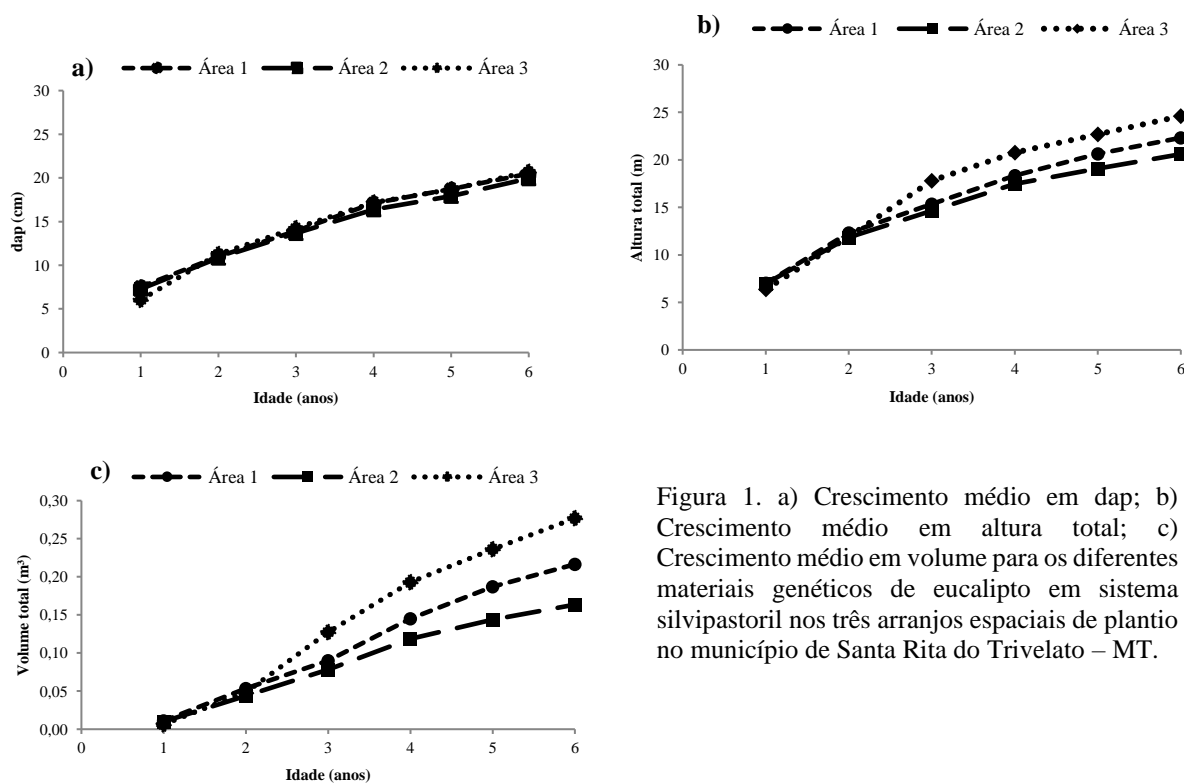 a)
Área 1 Área 2 Área 3
30
25
20
15
10
5
0
dap (cm)
0 1 2 3 4 5 6
Idade (anos)
b)
Área 1 Área 2 Área 3
30
25
20
15
10
5
0
Altura total (m)
0 1 2 3 4 5 6
Idade (anos)
c)
Área 1 Área 2 Área 3
0,30
0,25
0,20
0,15
0,10
0,05
0,00
Volume total (m³)
0 1 2 3 4 5 6
Idade (anos)
Figura 1. a) Crescimento médio em dap; b)
Crescimento médio em altura total; c)
Crescimento médio em volume para os diferentes
materiais genéticos de eucalipto em sistema
silvipastoril nos três arranjos espaciais de plantio
no município de Santa Rita do Trivelato – MT.